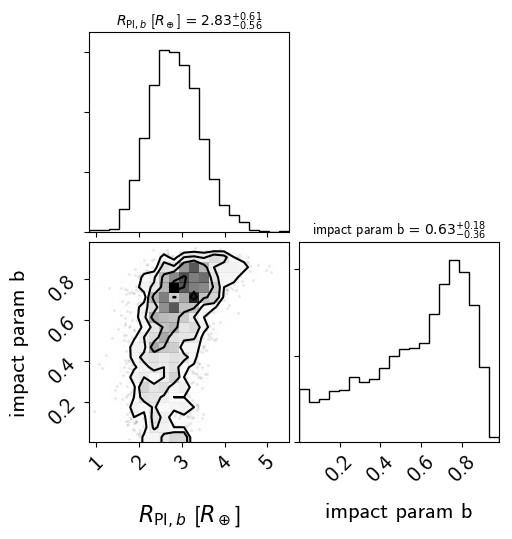 R_Pl,b [R_⊕] = 2.83^{+0.61}_{-0.56}
impact param b = 0.63^{+0.18}_{-0.36}
impact param b
0.8
0.6
0.4
0.2
1 2 3 4 5
0.2 0.4 0.6 0.8
R_Pl,b [R_⊕]
impact param b